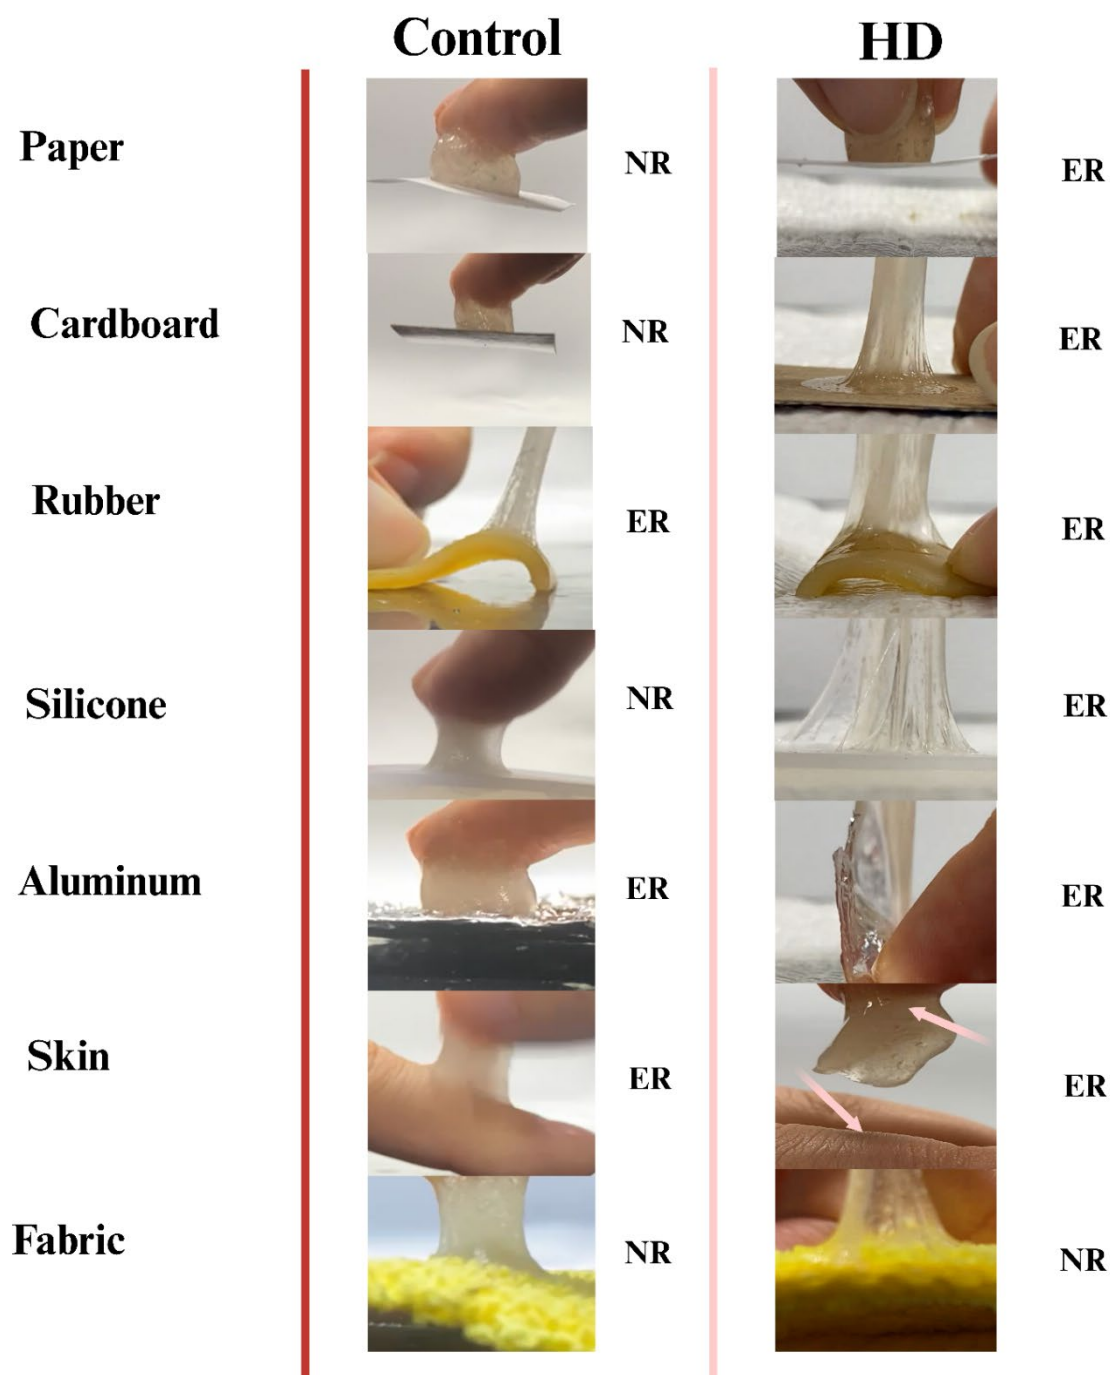 Control HD
Paper NR ER
Cardboard NR ER
Rubber ER ER
Silicone NR ER
Aluminum ER ER
Skin ER ER
Fabric NR NR